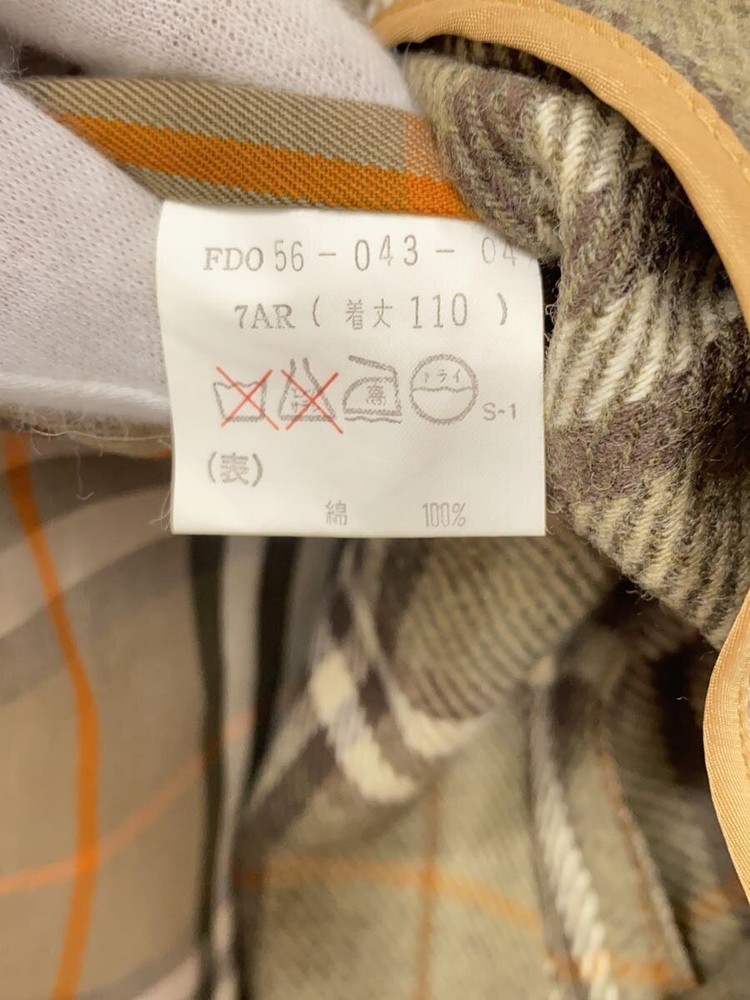 FDO 56 - 043 - 04
7AR ( 着丈 110 )
高 ドライ
S-1
(表)
綿 100%